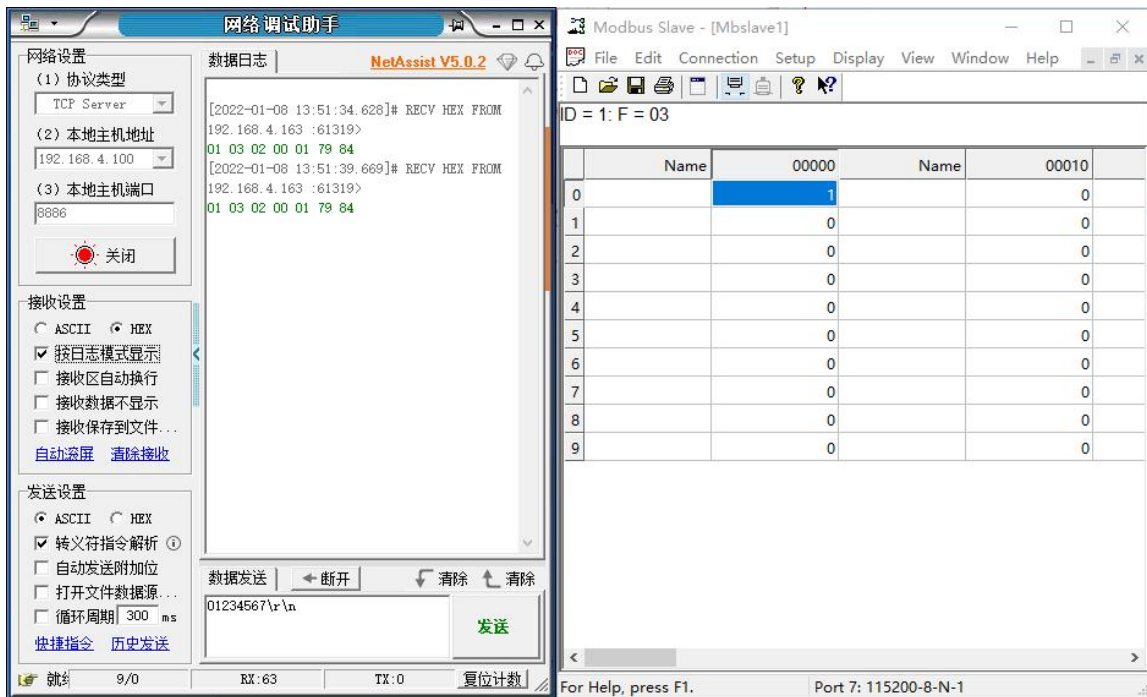 网络调试助手
网络设置
(1) 协议类型
TCP Server
(2) 本地主机地址
192.168.4.100
(3) 本地主机端口
8886
关闭
接收设置
ASCII HEX
按日志模式显示
接收区自动换行
接收数据不显示
接收保存到文件...
自动滚屏 清除接收
发送设置
ASCII HEX
转义符指令解析
自动发送附加位
打开文件数据源...
循环周期 300 ms
快捷指令 历史发送
数据日志 NetAssist V5.0.2
[2022-01-08 13:51:34.628]# RECV HEX FROM
192.168.4.163 :61319>
01 03 02 00 01 79 84
[2022-01-08 13:51:39.669]# RECV HEX FROM
192.168.4.163 :61319>
01 03 02 00 01 79 84
数据发送 断开 清除 清除
01234567\r\n
发送
9/0 RX:63 TX:0 复位计数
Modbus Slave - [Mbslave1]
File Edit Connection Setup Display View Window Help
ID = 1: F = 03
Name 00000 Name 00010
0 1 0
1 0 0
2 0 0
3 0 0
4 0 0
5 0 0
6 0 0
7 0 0
8 0 0
9 0 0
For Help, press F1. Port 7: 115200-8-N-1